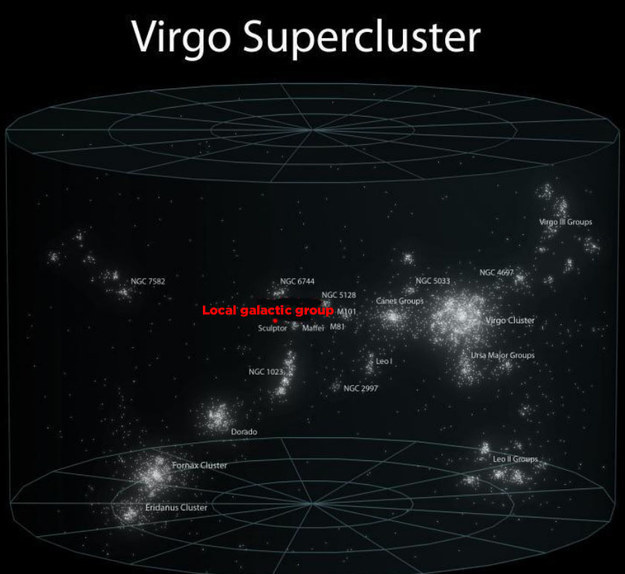 Virgo Supercluster
Virgo III Groups
NGC 7582
NGC 6744
NGC 5033
NGC 4697
NGC 5128
Canes Groups
Local galactic group
M101
Virgo Cluster
Sculptor
Maffei
M81
Ursa Major Groups
Leo I
NGC 1023
NGC 2997
Dorado
Leo II Groups
Fornax Cluster
Eridanus Cluster